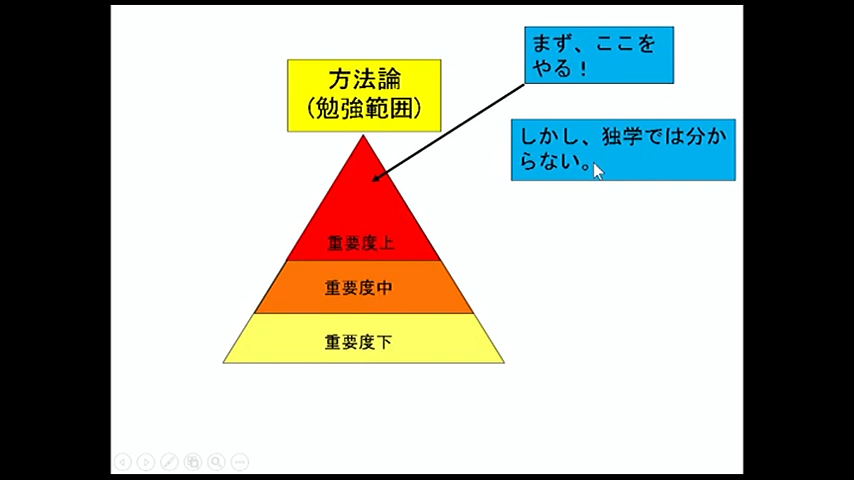 まず、ここを
やる！
方法論
（勉強範囲）
しかし、独学では分か
らない。
重要度上
重要度中
重要度下